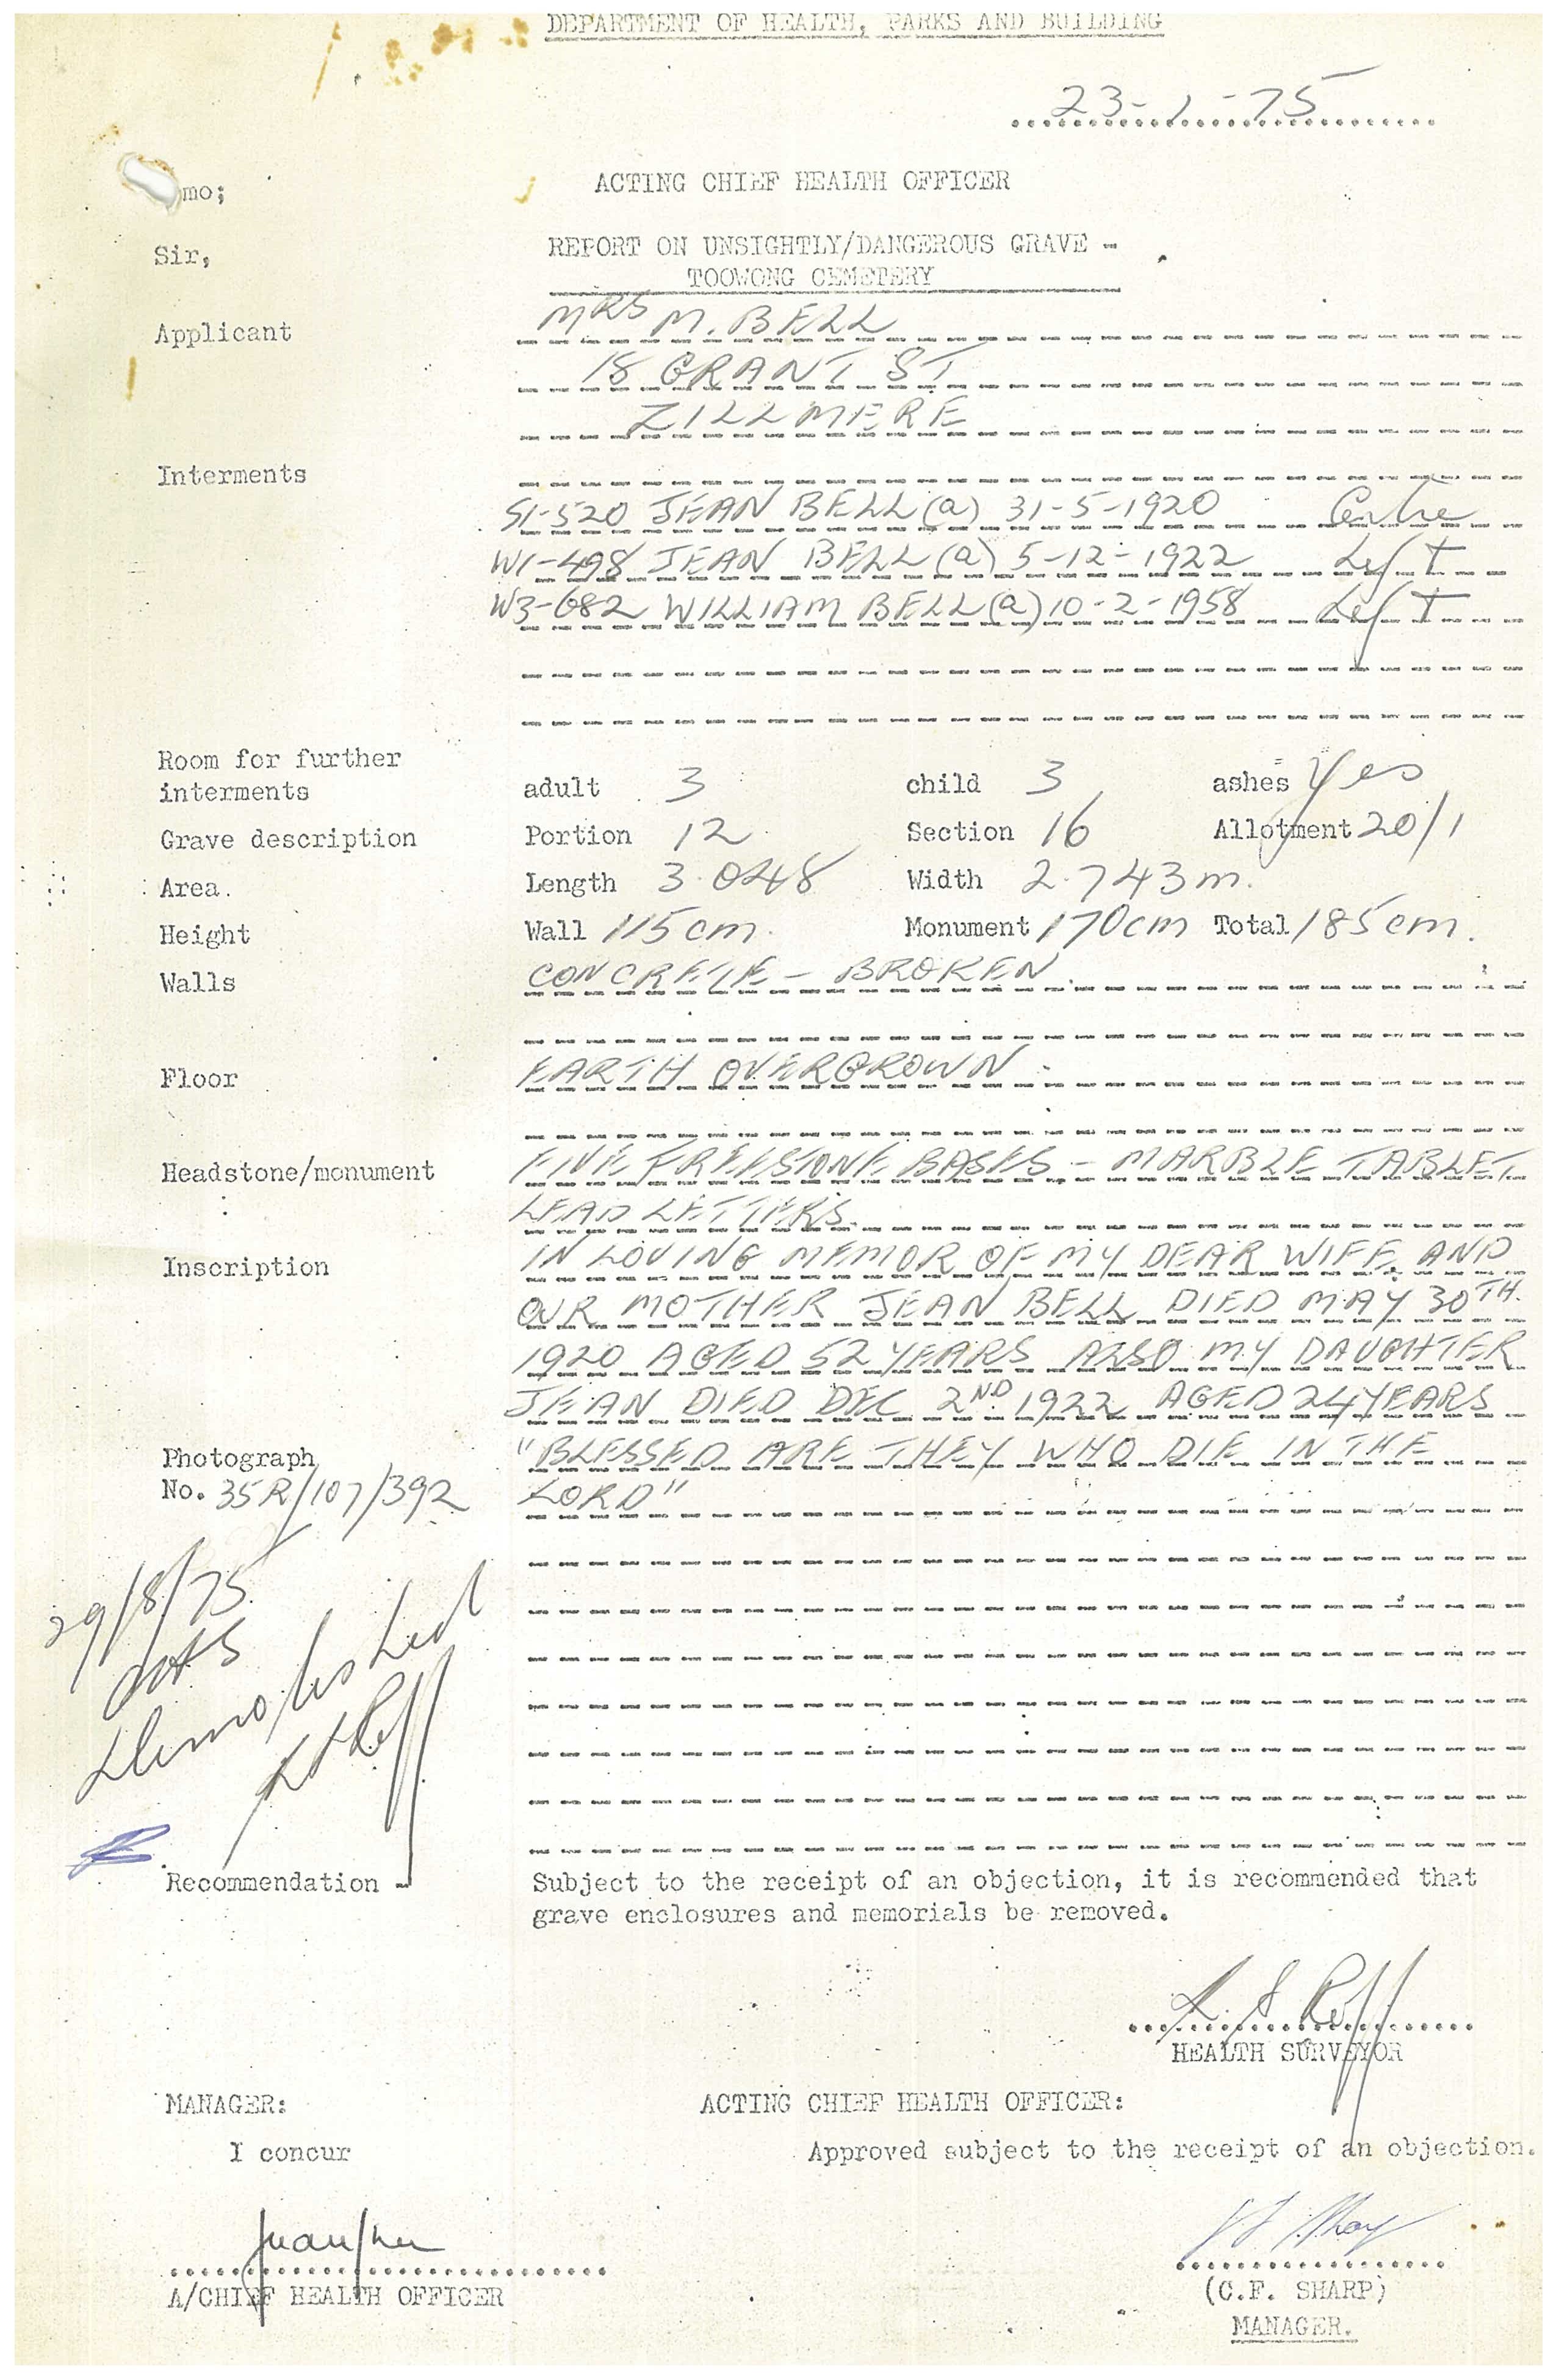 DEPARTMENT OF HEALTH, PARKS AND BUILDING
23-1-75
mo;
ACTING CHIEF HEALTH OFFICER
Sir,
REPORT ON UNSIGHTLY/DANGEROUS GRAVE -
TOOWONG CEMETERY
Applicant MRS M. BELL
18 GRANT ST
ZILLMERE
Interments
S1-520 JEAN BELL (a) 31-5-1920 Centre
W1-498 JEAN BELL (a) 5-12-1922 Left
W3-682 WILLIAM BELL (a) 10-2-1958 Left
Room for further
interments adult 3 child 3 ashes Yes
Grave description Portion 12 Section 16 Allotment 20/1
Area. Length 3.048 Width 2.743m.
Height Wall 115cm. Monument 170cm Total 185cm.
Walls CONCRETE - BROKEN.
Floor EARTH OVERGROWN.
Headstone/monument FIVE FREESTONE BASES - MARBLE TABLET
LEAD LETTERS.
Inscription IN LOVING MEMOR OF MY DEAR WIFE AND
OUR MOTHER JEAN BELL DIED MAY 30TH.
1920 AGED 52 YEARS ALSO MY DAUGHTER
JEAN DIED DEC 2ND 1922 AGED 24 YEARS
Photograph "BLESSED ARE THEY WHO DIE IN THE
No. 35R/107/392 LORD"
29/8/75
Demolished
Recommendation - Subject to the receipt of an objection, it is recommended that
grave enclosures and memorials be removed.
HEALTH SURVEYOR
MANAGER: ACTING CHIEF HEALTH OFFICER:
I concur Approved subject to the receipt of an objection.
A/CHIEF HEALTH OFFICER (C.F. SHARP)
MANAGER.